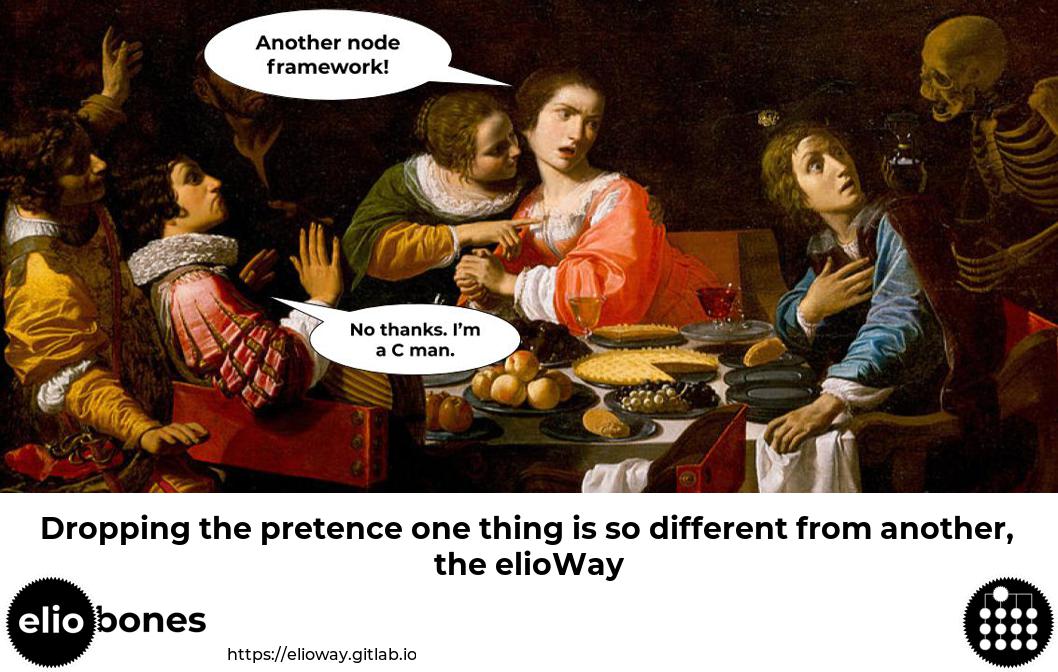 Another node
framework!
No thanks. I'm
a C man.
Dropping the pretence one thing is so different from another,
the elioWay
elio bones
https://elioway.gitlab.io